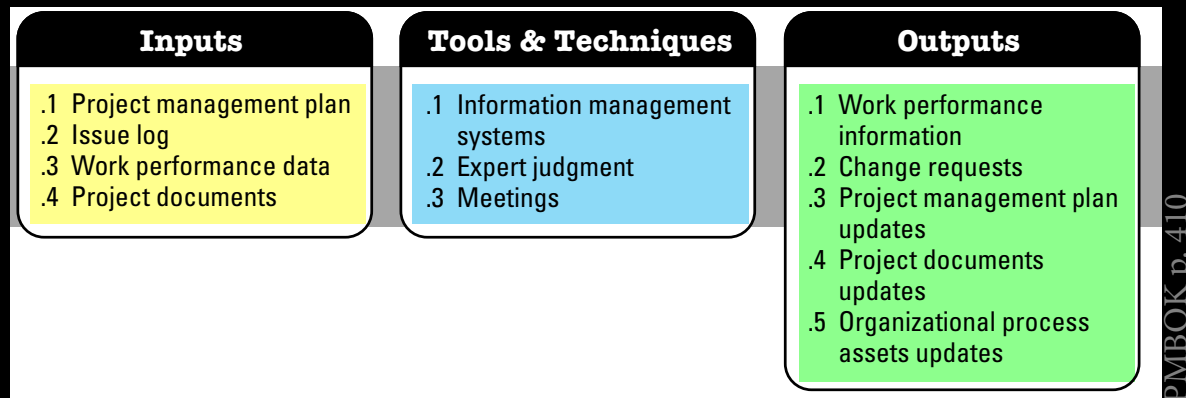 Inputs
.1 Project management plan
.2 Issue log
.3 Work performance data
.4 Project documents
Tools & Techniques
.1 Information management
systems
.2 Expert judgment
.3 Meetings
Outputs
.1 Work performance
information
.2 Change requests
.3 Project management plan
updates
.4 Project documents
updates
.5 Organizational process
assets updates
PMBOK p. 410